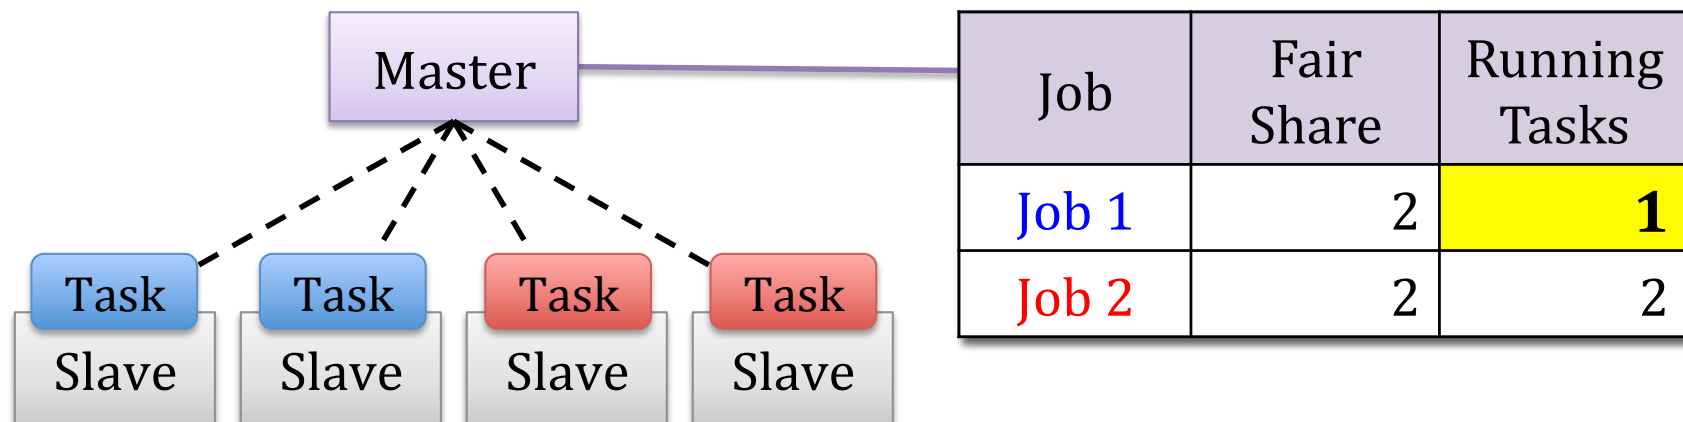 Master
Task Task Task Task
Slave Slave Slave Slave
Job Fair Share Running Tasks
Job 1 2 1
Job 2 2 2